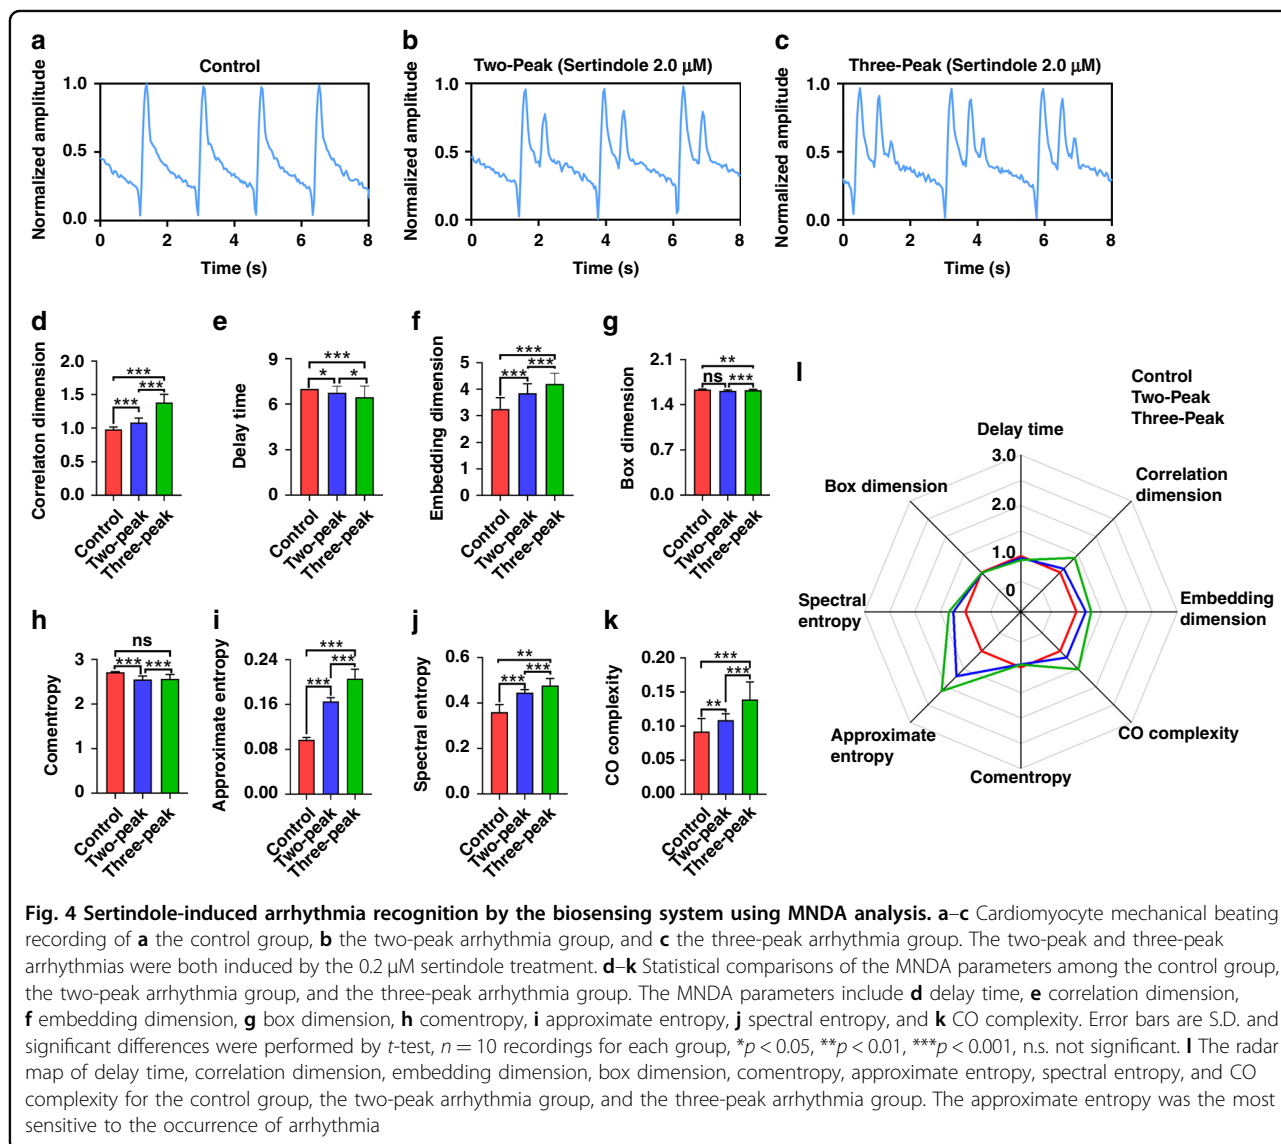 a
Control
Normalized amplitude
1.0
0.5
0.0
0 2 4 6 8
Time (s)
b
Two-Peak (Sertindole 2.0 μM)
Normalized amplitude
1.0
0.5
0.0
0 2 4 6 8
Time (s)
c
Three-Peak (Sertindole 2.0 μM)
Normalized amplitude
1.0
0.5
0.0
0 2 4 6 8
Time (s)
d
Correlaton dimension
2.0
1.5
1.0
0.5
0.0
***
***
***
Control
Two-peak
Three-peak
e
Delay time
9
6
3
0
***
*
*
Control
Two-peak
Three-peak
f
Embedding dimension
5
4
3
2
1
0
***
***
***
Control
Two-peak
Three-peak
g
Box dimension
2.1
1.4
0.7
0.0
**
ns
***
Control
Two-peak
Three-peak
h
Comentropy
3
2
1
0
ns
***
***
Control
Two-peak
Three-peak
i
Approximate entropy
0.24
0.16
0.08
0.00
***
***
***
Control
Two-peak
Three-peak
j
Spectral entropy
0.6
0.4
0.2
0.0
**
***
***
Control
Two-peak
Three-peak
k
CO complexity
0.20
0.15
0.10
0.05
0.00
***
**
***
Control
Two-peak
Three-peak
l
Control
Two-Peak
Three-Peak
Delay time
3.0
2.0
1.0
0
Correlation
dimension
Embedding
dimension
CO complexity
Comentropy
Approximate
entropy
Spectral
entropy
Box dimension
Fig. 4 Sertindole-induced arrhythmia recognition by the biosensing system using MNDA analysis. a–c Cardiomyocyte mechanical beating
recording of a the control group, b the two-peak arrhythmia group, and c the three-peak arrhythmia group. The two-peak and three-peak
arrhythmias were both induced by the 0.2 μM sertindole treatment. d–k Statistical comparisons of the MNDA parameters among the control group,
the two-peak arrhythmia group, and the three-peak arrhythmia group. The MNDA parameters include d delay time, e correlation dimension,
f embedding dimension, g box dimension, h comentropy, i approximate entropy, j spectral entropy, and k CO complexity. Error bars are S.D. and
significant differences were performed by t-test, n = 10 recordings for each group, *p < 0.05, **p < 0.01, ***p < 0.001, n.s. not significant. l The radar
map of delay time, correlation dimension, embedding dimension, box dimension, comentropy, approximate entropy, spectral entropy, and CO
complexity for the control group, the two-peak arrhythmia group, and the three-peak arrhythmia group. The approximate entropy was the most
sensitive to the occurrence of arrhythmia